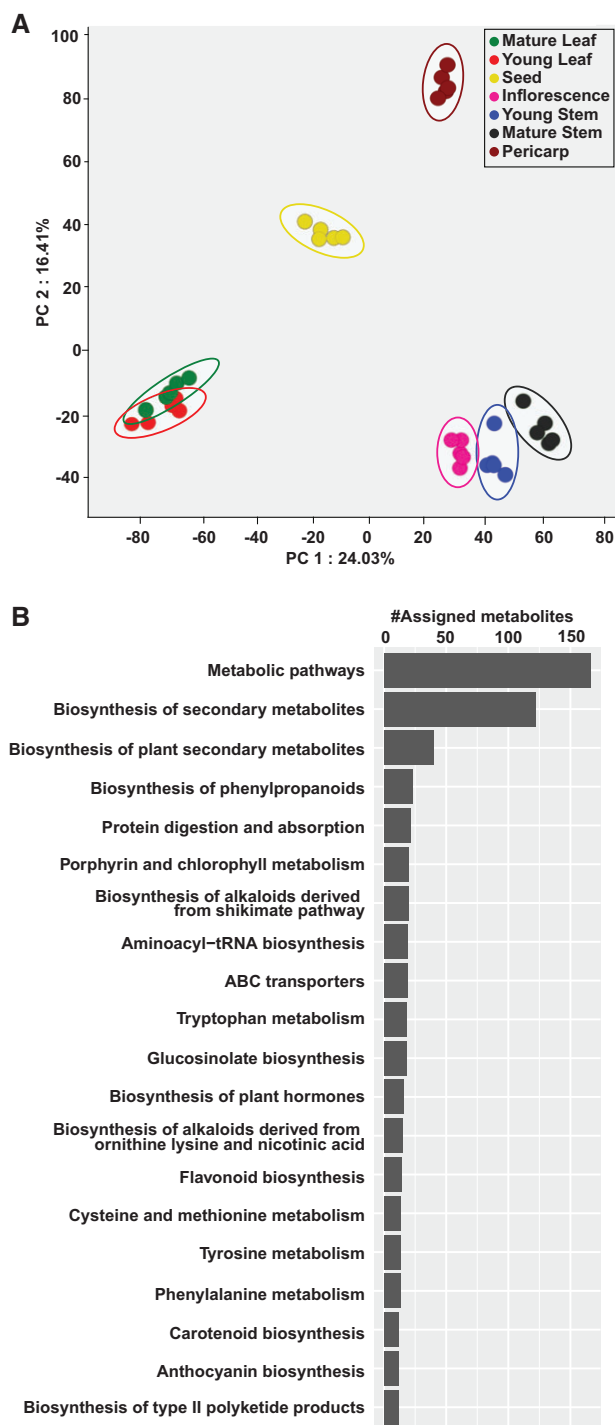 A
100
80
60
40
20
0
-20
-40
PC 2 : 16.41%
-80
-60
-40
-20
0
20
40
60
80
PC 1 : 24.03%
Mature Leaf
Young Leaf
Seed
Inflorescence
Young Stem
Mature Stem
Pericarp
B
#Assigned metabolites
0 50 100 150
Metabolic pathways
Biosynthesis of secondary metabolites
Biosynthesis of plant secondary metabolites
Biosynthesis of phenylpropanoids
Protein digestion and absorption
Porphyrin and chlorophyll metabolism
Biosynthesis of alkaloids derived
from shikimate pathway
Aminoacyl−tRNA biosynthesis
ABC transporters
Tryptophan metabolism
Glucosinolate biosynthesis
Biosynthesis of plant hormones
Biosynthesis of alkaloids derived from
ornithine lysine and nicotinic acid
Flavonoid biosynthesis
Cysteine and methionine metabolism
Tyrosine metabolism
Phenylalanine metabolism
Carotenoid biosynthesis
Anthocyanin biosynthesis
Biosynthesis of type II polyketide products